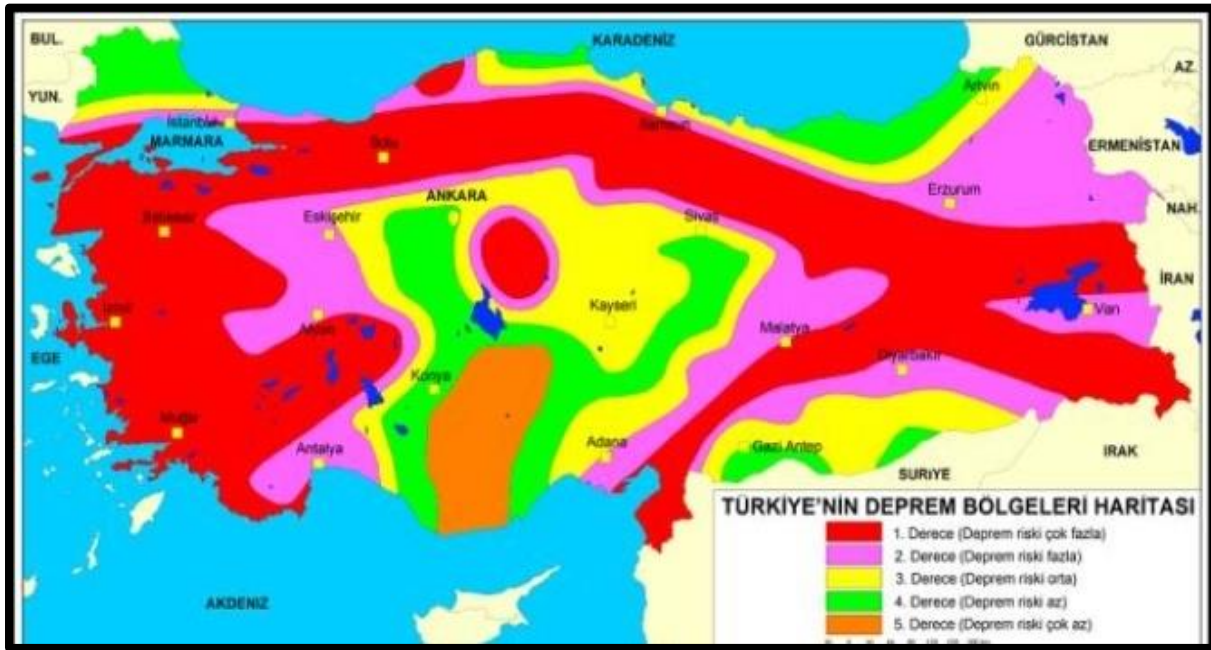 BUL.
KARADENİZ
GÜRCİSTAN
AZ.
YUN.
Artvin
İstanbul
Samsun
MARMARA
Bolu
ERMENİSTAN
Erzurum
ANKARA
NAH.
Balıkesir
Eskişehir
Sivas
İRAN
İzmir
Afyon
Kayseri
Van
Malatya
EGE
Diyarbakır
Konya
Muğla
Antalya
Adana
Gazi Antep
IRAK
SURİYE
TÜRKİYE'NİN DEPREM BÖLGELERİ HARİTASI
1. Derece (Deprem riski çok fazla)
2. Derece (Deprem riski fazla)
3. Derece (Deprem riski orta)
AKDENİZ
4. Derece (Deprem riski az)
5. Derece (Deprem riski çok az)